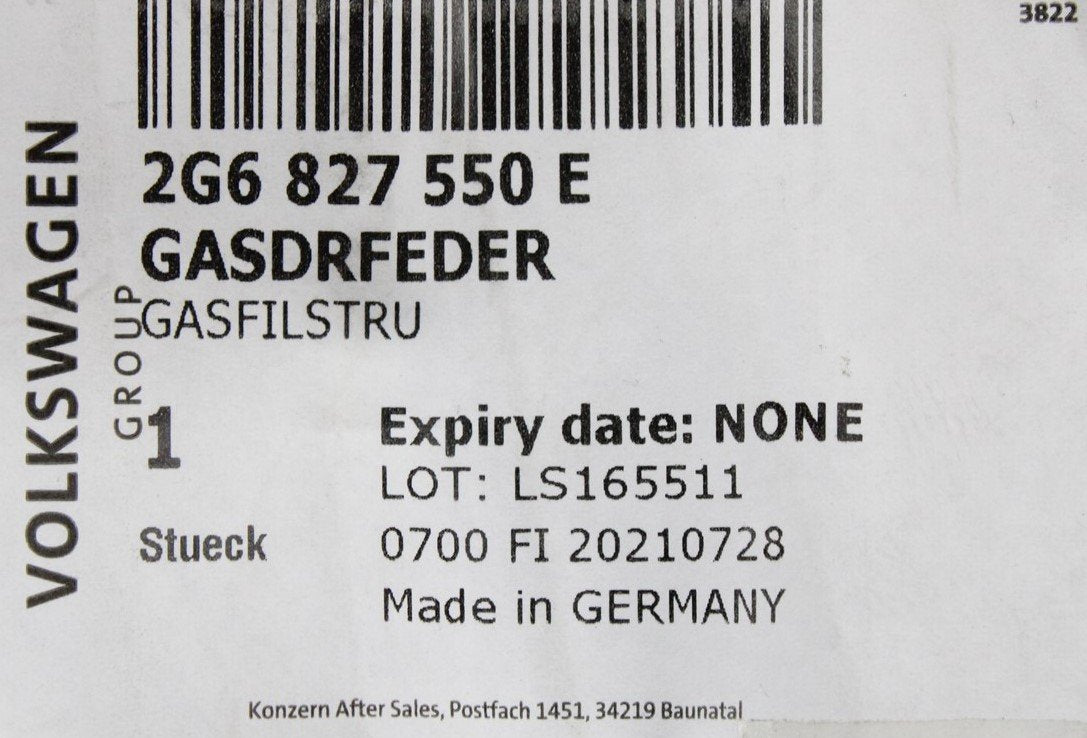 3822
2G6 827 550 E
GASDRFEDER
GASFILSTRU
VOLKSWAGEN
GROUP
1
Expiry date: NONE
LOT: LS165511
Stueck
0700 FI 20210728
Made in GERMANY
Konzern After Sales, Postfach 1451, 34219 Baunatal